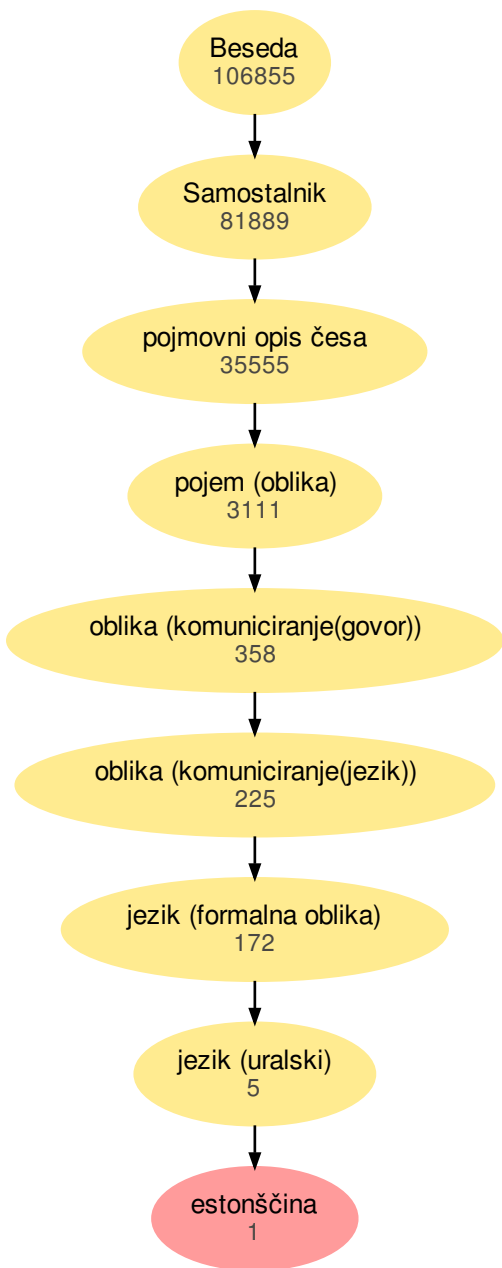 Beseda
106855
Samostalnik
81889
pojmovni opis česa
35555
pojem (oblika)
3111
oblika (komuniciranje(govor))
358
oblika (komuniciranje(jezik))
225
jezik (formalna oblika)
172
jezik (uralski)
5
estonščina
1